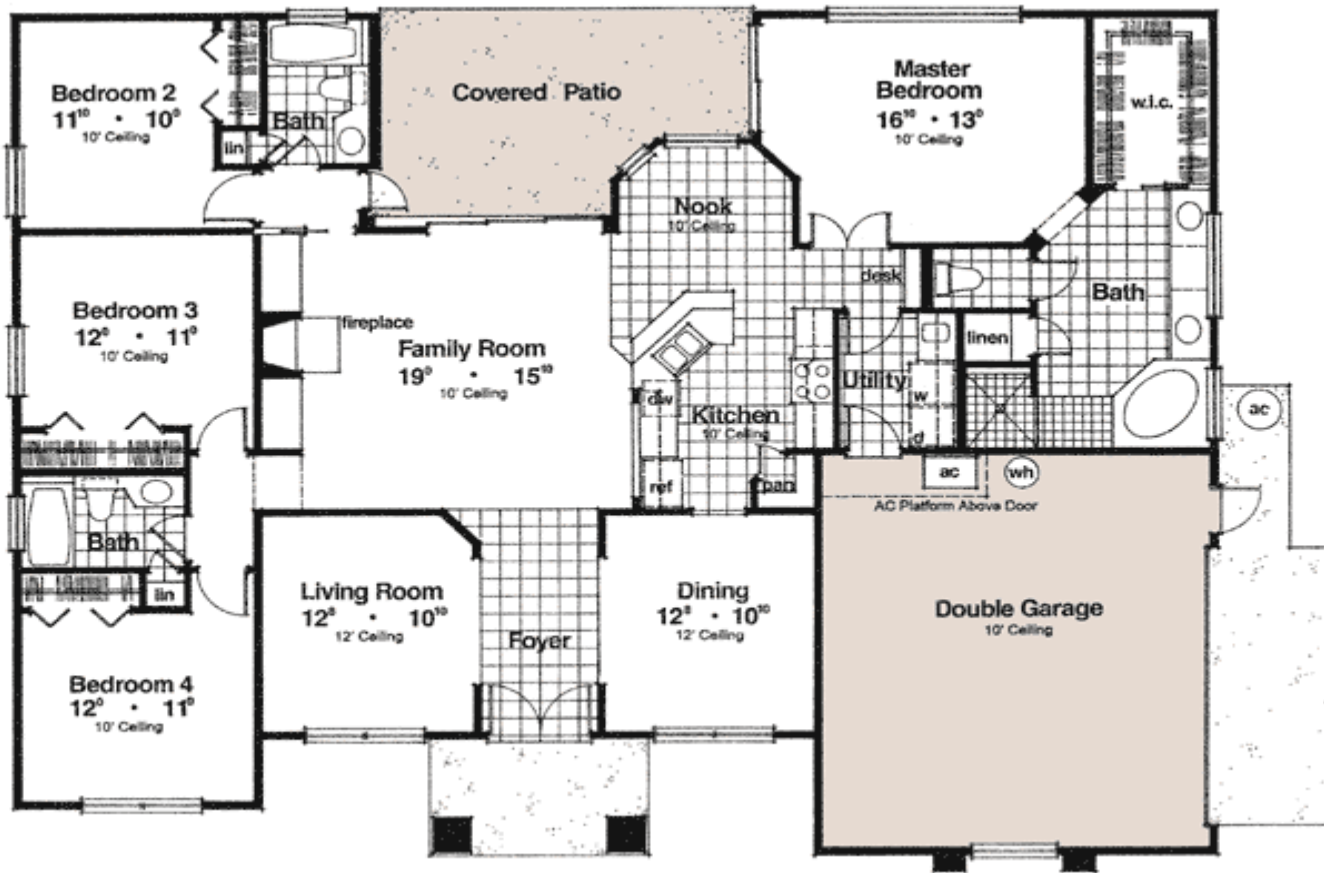 Bedroom 2
11¹⁰ • 10⁰
10' Ceiling
lin
Bath
Covered Patio
Master
Bedroom
16¹⁰ • 13⁰
10' Ceiling
w.i.c.
Nook
10' Ceiling
desk
Bath
Bedroom 3
12⁰ • 11⁰
10' Ceiling
fireplace
Family Room
19⁰ • 15¹⁰
10' Ceiling
linen
Utility
w
d
dw
Kitchen
10' Ceiling
ref
pan
ac
wh
ac
AC Platform Above Door
Bath
lin
Living Room
12⁸ • 10¹⁰
12' Ceiling
Foyer
Dining
12⁸ • 10¹⁰
12' Ceiling
Double Garage
10' Ceiling
Bedroom 4
12⁰ • 11⁰
10' Ceiling